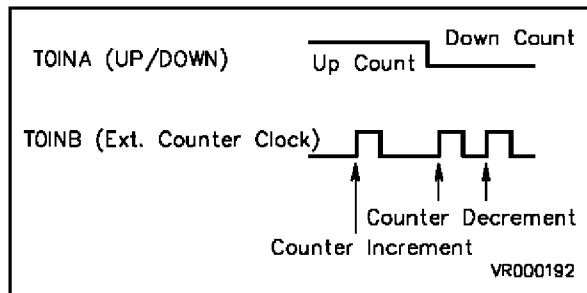 Down Count
TOINA (UP/DOWN)
Up Count
TOINB (Ext. Counter Clock)
Counter Decrement
Counter Increment
VR000192